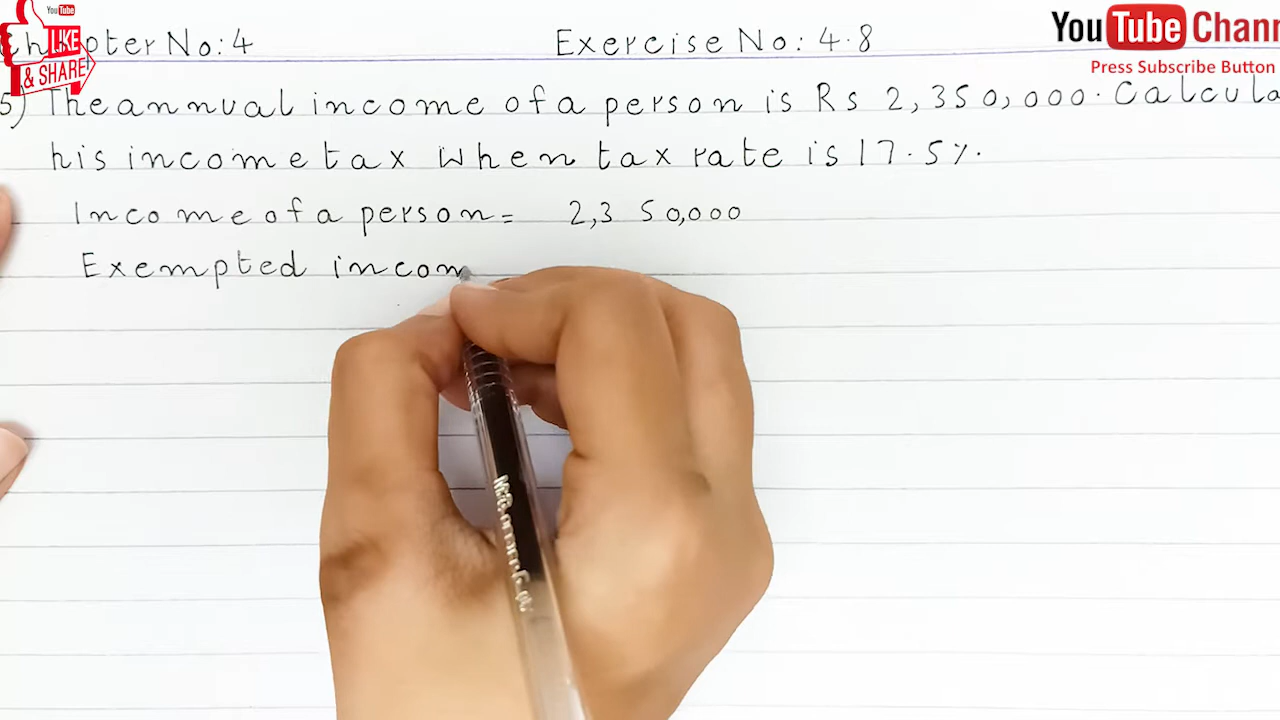 YouTube
LIKE
& SHARE
Chapter No:4 Exercise No: 4.8
YouTube Chann
Press Subscribe Button
5) The annual income of a person is Rs 2,350,000. Calcula
his income tax when tax rate is 17.5%.
Income of a person = 2,350,000
Exempted incom